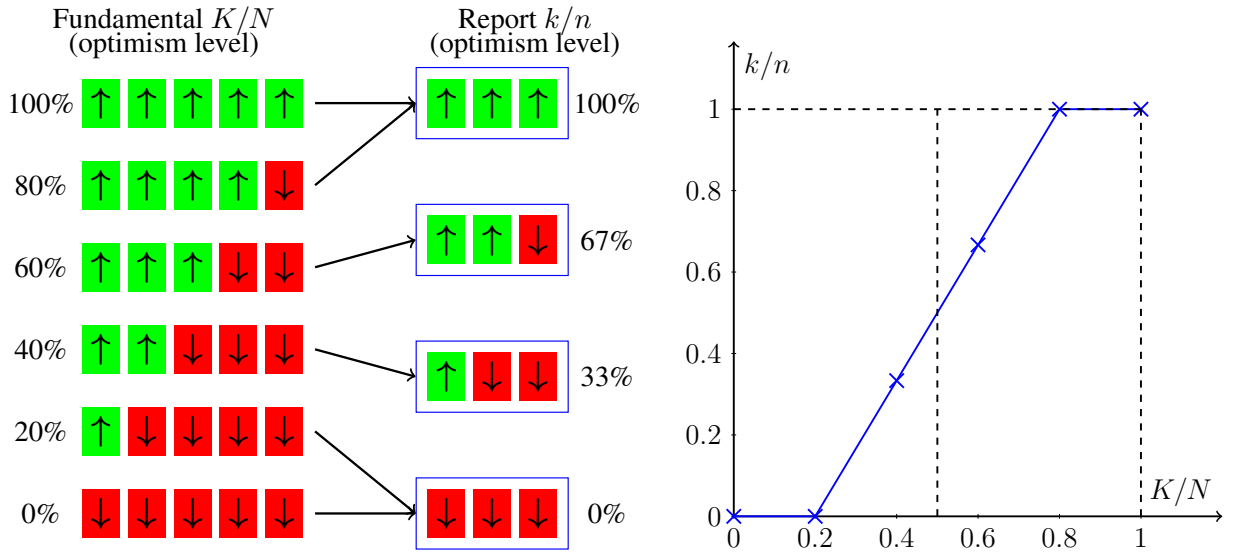 Fundamental K/N
(optimism level)
Report k/n
(optimism level)
100% ↑ ↑ ↑ ↑ ↑
↑ ↑ ↑ 100%
80% ↑ ↑ ↑ ↑ ↓
↑ ↑ ↓ 67%
60% ↑ ↑ ↑ ↓ ↓
40% ↑ ↑ ↓ ↓ ↓
↑ ↓ ↓ 33%
20% ↑ ↓ ↓ ↓ ↓
0% ↓ ↓ ↓ ↓ ↓
↓ ↓ ↓ 0%
k/n
1
0.8
0.6
0.4
0.2
0
K/N
0 0.2 0.4 0.6 0.8 1